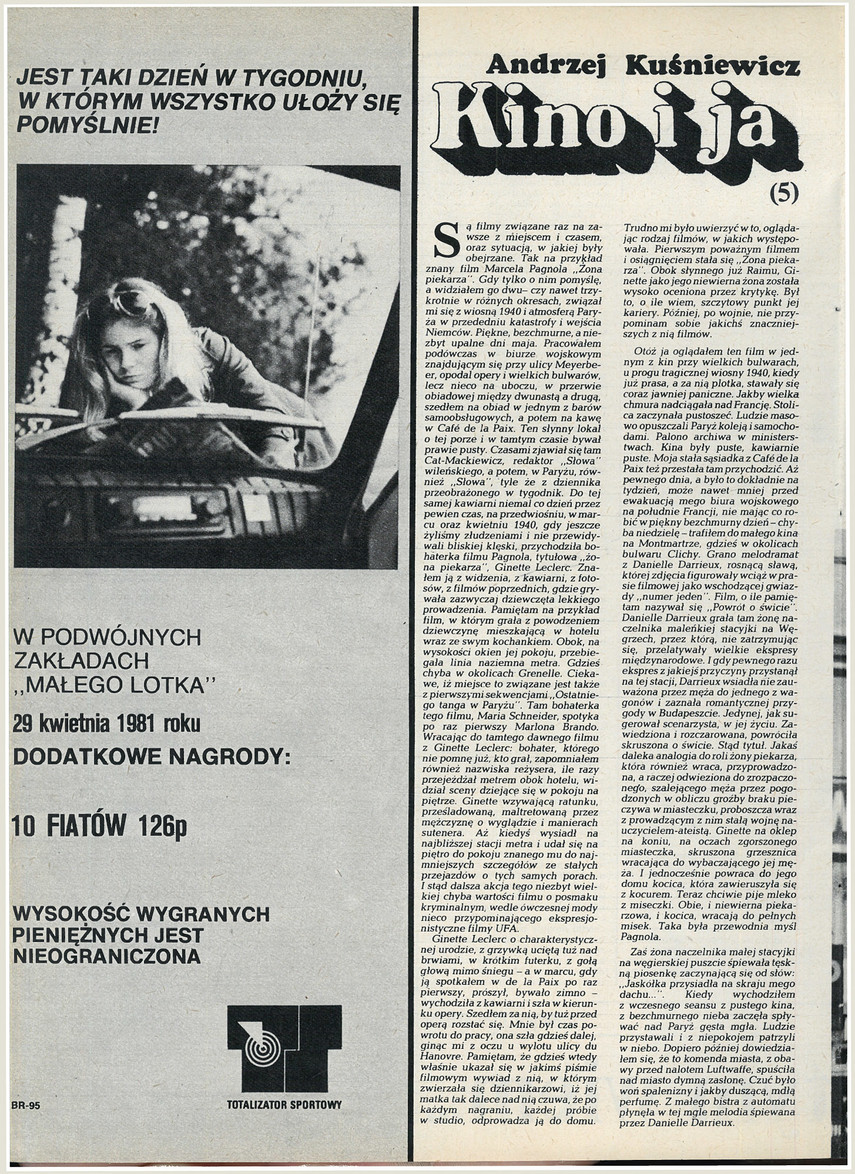 JEST TAKI DZIEŃ W TYGODNIU,
W KTÓRYM WSZYSTKO UŁOŻY SIĘ
POMYŚLNIE!
W PODWÓJNYCH
ZAKŁADACH
,,MAŁEGO LOTKA’’
29 kwietnia 1981 roku
DODATKOWE NAGRODY:
10 FIATÓW 126p
WYSOKOŚĆ WYGRANYCH
PIENIĘŻNYCH JEST
NIEOGRANICZONA
BR-95
TOTALIZATOR SPORTOWY
Andrzej Kuśniewicz
Kino i ja
(5)
Są filmy związane raz na za-
wsze z miejscem i czasem,
oraz sytuacją, w jakiej były
obejrzane. Tak na przykład
znany film Marcela Pagnola ,,Żona
piekarza’’. Gdy tylko o nim pomyślę,
a widziałem go dwu– czy nawet trzy-
krotnie w różnych okresach, związał
mi się z wiosną 1940 i atmosferą Pary-
ża w przededniu katastrofy i wejścia
Niemców. Piękne, bezchmurne, a nie-
zbyt upalne dni maja. Pracowałem
podówczas w biurze wojskowym
znajdującym się przy ulicy Meyerbe-
er, opodal opery i wielkich bulwarów,
lecz nieco na uboczu, w przerwie
obiadowej między dwunastą a drugą,
szedłem na obiad w jednym z barów
samoobsługowych, a potem na kawę
w Café de la Paix. Ten słynny lokal
o tej porze i w tamtym czasie bywał
prawie pusty. Czasami zjawiał się tam
Cat-Mackiewicz, redaktor ,,Słowa’’
wileńskiego, a potem, w Paryżu, rów-
nież ,,Słowa’’, tyle że z dziennika
przeobrażonego w tygodnik. Do tej
samej kawiarni niemal co dzień przez
pewien czas, na przedwiośniu, w mar-
cu oraz kwietniu 1940, gdy jeszcze
żyliśmy złudzeniami i nie przewidy-
wali bliskiej klęski, przychodziła bo-
haterka filmu Pagnola, tytułowa ,,żo-
na piekarza’’, Ginette Leclerc. Zna-
łem ją z widzenia, z kawiarni, z foto-
sów, z filmów poprzednich, gdzie gry-
wała zazwyczaj dziewczęta lekkiego
prowadzenia. Pamiętam na przykład
film, w którym grała z powodzeniem
dziewczynę mieszkającą w hotelu
wraz ze swym kochankiem. Obok, na
wysokości okien jej pokoju, przebie-
gała linia naziemna metra. Gdzieś
chyba w okolicach Grenelle. Cieka-
we, iż miejsce to związane jest także
z pierwszymi sekwencjami ,,Ostatnie-
go tanga w Paryżu’’. Tam bohaterka
tego filmu, Maria Schneider, spotyka
po raz pierwszy Marlona Brando.
Wracając do tamtego dawnego filmu
z Ginette Leclerc: bohater, którego
nie pomnę już, kto grał, zapomniałem
również nazwiska reżysera, ile razy
przejeżdżał metrem obok hotelu, wi-
dział sceny dziejące się w pokoju na
piętrze. Ginette wzywającą ratunku,
prześladowaną, maltretowaną przez
mężczyznę o wyglądzie i manierach
sutenera. Aż kiedyś wysiadł na
najbliższej stacji metra i udał się na
piętro do pokoju znanego mu do naj-
mniejszych szczegółów ze stałych
przejazdów o tych samych porach.
I stąd dalsza akcja tego niezbyt wiel-
kiej chyba wartości filmu o posmaku
kryminalnym, wedle ówczesnej mody
nieco przypominającego ekspresjo-
nistyczne filmy UFA.
Ginette Leclerc o charakterystycz-
nej urodzie, z grzywką uciętą tuż nad
brwiami, w krótkim futerku, z gołą
głową mimo śniegu – a w marcu, gdy
ją spotkałem w de la Paix po raz
pierwszy, prószył, bywało zimno –
wychodziła z kawiarni i szła w kierun-
ku opery. Szedłem za nią, by tuż przed
operą rozstać się. Mnie był czas po-
wrotu do pracy, ona szła gdzieś dalej,
ginąc mi z oczu u wylotu ulicy du
Hanovre. Pamiętam, że gdzieś wtedy
właśnie ukazał się w jakimś piśmie
filmowym wywiad z nią, w którym
zwierzała się dziennikarzowi, iż jej
matka tak dalece nad nią czuwa, że po
każdym nagraniu, każdej próbie
w studio, odprowadza ją do domu.
Trudno mi było uwierzyć w to, ogląda-
jąc rodzaj filmów, w jakich występo-
wała. Pierwszym poważnym filmem
i osiągnięciem stała się ,,Żona pieka-
rza’’. Obok słynnego już Raimu, Gi-
nette jako jego niewierna żona została
wysoko oceniona przez krytykę. Był
to, o ile wiem, szczytowy punkt jej
kariery. Później, po wojnie, nie przy-
pominam sobie jakichś znaczniej-
szych z nią filmów.
Otóż ja oglądałem ten film w jed-
nym z kin przy wielkich bulwarach,
u progu tragicznej wiosny 1940, kiedy
już prasa, a za nią plotka, stawały się
coraz jawniej paniczne. Jakby wielka
chmura nadciągała nad Francję. Stoli-
ca zaczynała pustoszeć. Ludzie maso-
wo opuszczali Paryż koleją i samocho-
dami. Palono archiwa w minister-
stwach. Kina były puste, kawiarnie
puste. Moja stała sąsiadka z Café de la
Paix też przestała tam przychodzić. Aż
pewnego dnia, a było to dokładnie na
tydzień, może nawet mniej przed
ewakuacją mego biura wojskowego
na południe Francji, nie mając co ro-
bić w piękny bezchmurny dzień – chy-
ba niedzielę – trafiłem do małego kina
na Montmartrze, gdzieś w okolicach
bulwaru Clichy. Grano melodramat
z Danielle Darrieux, rosnącą sławą,
której zdjęcia figurowały wciąż w pra-
sie filmowej jako wschodzącej gwiaz-
dy ,,numer jeden’’. Film, o ile pamię-
tam nazywał się ,,Powrót o świcie’’.
Danielle Darrieux grała tam żonę na-
czelnika maleńkiej stacyjki na Wę-
grzech, przez którą, nie zatrzymując
się, przelatywały wielkie ekspresy
międzynarodowe. I gdy pewnego razu
ekspres z jakiejś przyczyny przystanął
na tej stacji, Darrieux wsiadła nie zau-
ważona przez męża do jednego z wa-
gonów i zaznała romantycznej przy-
gody w Budapeszcie. Jedynej, jak su-
gerował scenarzysta, w jej życiu. Za-
wiedziona i rozczarowana, powróciła
skruszona o świcie. Stąd tytuł. Jakaś
daleka analogia do roli żony piekarza,
która również wraca, przyprowadzo-
na, a raczej odwieziona do zrozpaczo-
nego, szalejącego męża przez pogo-
dzonych w obliczu groźby braku pie-
czywa w miasteczku, proboszcza wraz
z prowadzącym z nim stałą wojnę na-
uczycielem-ateistą. Ginette na oklep
na koniu, na oczach zgorszonego
miasteczka, skruszona grzesznica
wracająca do wybaczającego jej mę-
ża. I jednocześnie powraca do jego
domu kocica, która zawieruszyła się
z kocurem. Teraz chciwie pije mleko
z miseczki. Obie, i niewierna pieka-
rzowa, i kocica, wracają do pełnych
misek. Taka była przewodnia myśl
Pagnola.
Zaś żona naczelnika małej stacyjki
na węgierskiej puszcie śpiewała tęsk-
ną piosenkę zaczynającą się od słów:
,,Jaskółka przysiadła na skraju mego
dachu...’’. Kiedy wychodziłem
z wczesnego seansu z pustego kina,
z bezchmurnego nieba zaczęła spły-
wać nad Paryż gęsta mgła. Ludzie
przystawali i z niepokojem patrzyli
w niebo. Dopiero później dowiedzia-
łem się, że to komenda miasta, z oba-
wy przed nalotem Luftwaffe, spuściła
nad miasto dymną zasłonę. Czuć było
woń spalenizny i jakby duszącą, mdłą
perfumę. Z małego bistra z automatu
płynęła w tej mgle melodia śpiewana
przez Danielle Darrieux.